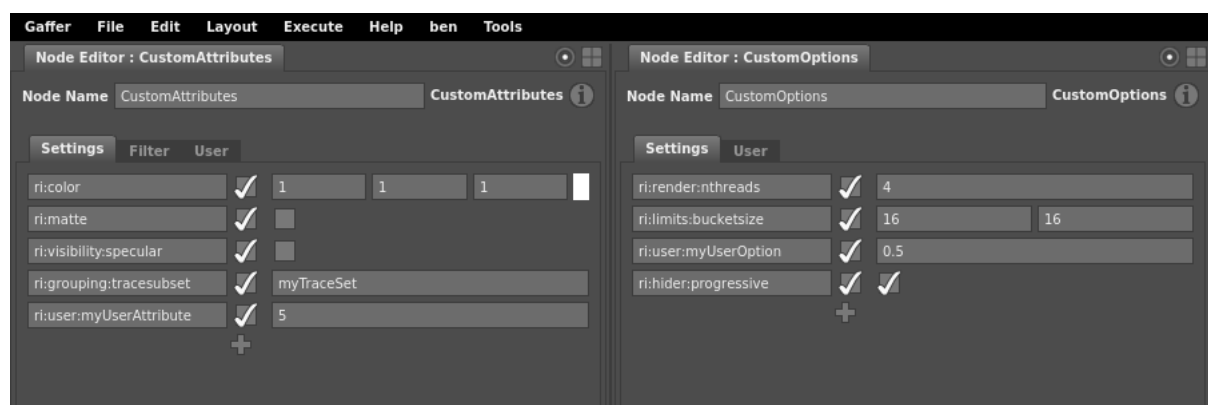 Gaffer File Edit Layout Execute Help ben Tools
Node Editor : CustomAttributes
Node Name CustomAttributes CustomAttributes
Settings Filter User
ri:color 1 1 1
ri:matte
ri:visibility:specular
ri:grouping:tracesubset myTraceSet
ri:user:myUserAttribute 5
Node Editor : CustomOptions
Node Name CustomOptions CustomOptions
Settings User
ri:render:nthreads 4
ri:limits:bucketsize 16 16
ri:user:myUserOption 0.5
ri:hider:progressive